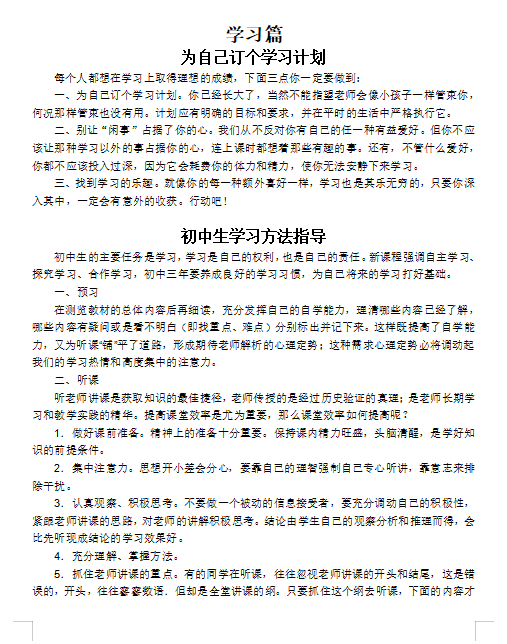 学习篇
为自己订个学习计划
每个人都想在学习上取得理想的成绩，下面三点你一定要做到：
一、为自己订个学习计划。你已经长大了，当然不能指望老师会像小孩子一样管束你，
何况那样管束也没有用。计划应有明确的目标和要求，并在平时的生活中严格执行它。
二、别让“闲事”占据了你的心。我们从不反对你有自己的任一种有益爱好。但你不应
该让那种学习以外的事占据你的心，连上课时都想着那些有趣的事。还有，不管什么爱好，
你都不应该投入过深，因为它会耗费你的体力和精力，使你无法安静下来学习。
三、找到学习的乐趣。就像你的每一种额外喜好一样，学习也是其乐无穷的，只要你深
入其中，一定会有意外的收获。行动吧！
初中生学习方法指导
初中生的主要任务是学习，学习是自己的权利，也是自己的责任。新课程强调自主学习、
探究学习、合作学习，初中三年要养成良好的学习习惯，为自己将来的学习打好基础。
一、预习
在浏览教材的总体内容后再细读，充分发挥自己的自学能力，理清哪些内容已经了解，
哪些内容有疑问或是看不明白（即找重点、难点）分别标出并记下来。这样既提高了自学能
力，又为听课“铺”平了道路，形成期待老师解析的心理定势；这种需求心理定势必将调动起
我们的学习热情和高度集中的注意力。
二、听课
听老师讲课是获取知识的最佳捷径，老师传授的是经过历史验证的真理；是老师长期学
习和教学实践的精华。提高课堂效率是尤为重要，那么课堂效率如何提高呢？
1．做好课前准备。精神上的准备十分重要。保持课内精力旺盛，头脑清醒，是学好知
识的前提条件。
2．集中注意力。思想开小差会分心，要靠自己的理智强制自己专心听讲，靠意志来排
除干扰。
3．认真观察、积极思考。不要做一个被动的信息接受者，要充分调动自己的积极性，
紧跟老师讲课的思路，对老师的讲解积极思考。结论由学生自己的观察分析和推理而得，会
比先听现成结论的学习效果好。
4．充分理解、掌握方法。
5．抓住老师讲课的重点。有的同学在听课，往往忽视老师讲课的开头和结尾，这是错
误的，开头，往往寥寥数语．但却是全堂讲课的纲。只要抓住这个纲去听课，下面的内容才